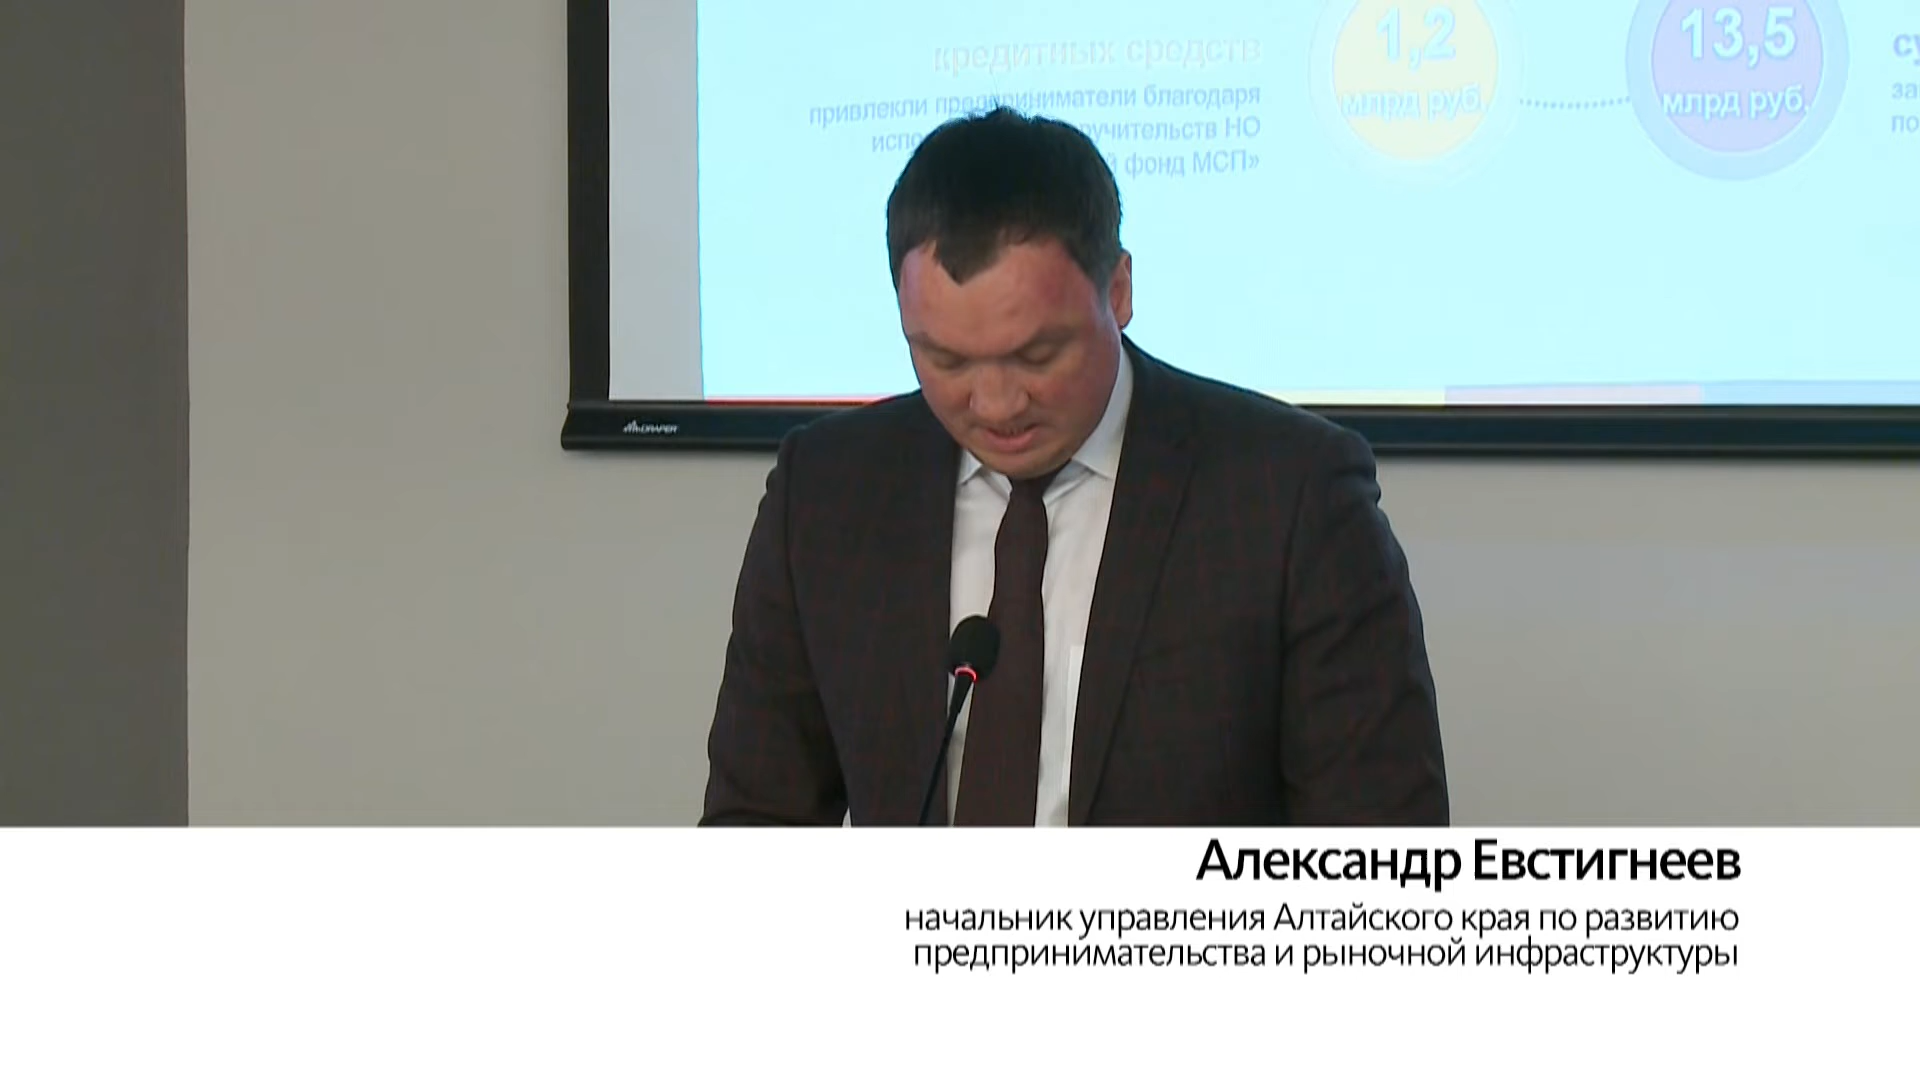 кредитных средств
привлекли предприниматели благодаря
ручительств НО
фонд МСП»
1,2
млрд руб.
13,5
млрд руб.
DRAPER
Александр Евстигнеев
начальник управления Алтайского края по развитию
предпринимательства и рыночной инфраструктуры